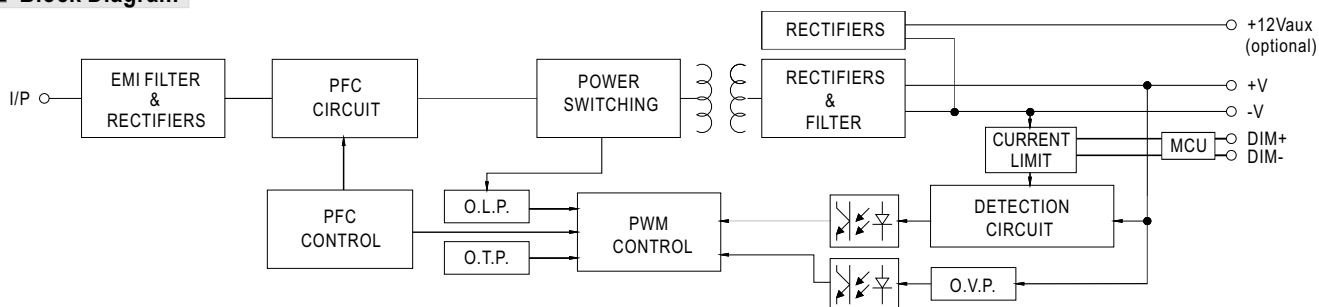 Block Diagram
RECTIFIERS
+12Vaux
(optional)
I/P
EMI FILTER
&
RECTIFIERS
PFC
CIRCUIT
POWER
SWITCHING
RECTIFIERS
&
FILTER
+V
-V
CURRENT
LIMIT
MCU
DIM+
DIM-
PFC
CONTROL
O.L.P.
O.T.P.
PWM
CONTROL
DETECTION
CIRCUIT
O.V.P.